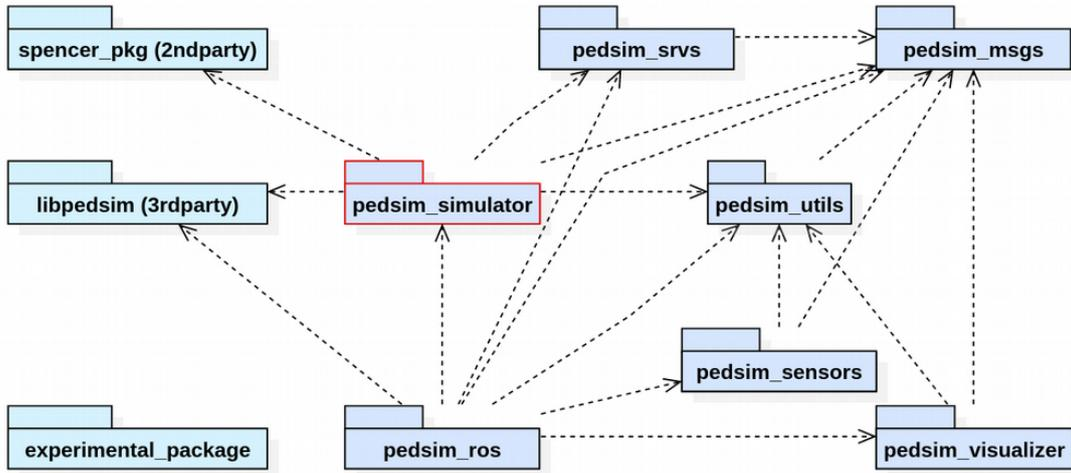 spencer_pkg (2ndparty)
pedsim_srvs
pedsim_msgs
libpedsim (3rdparty)
pedsim_simulator
pedsim_utils
pedsim_sensors
experimental_package
pedsim_ros
pedsim_visualizer